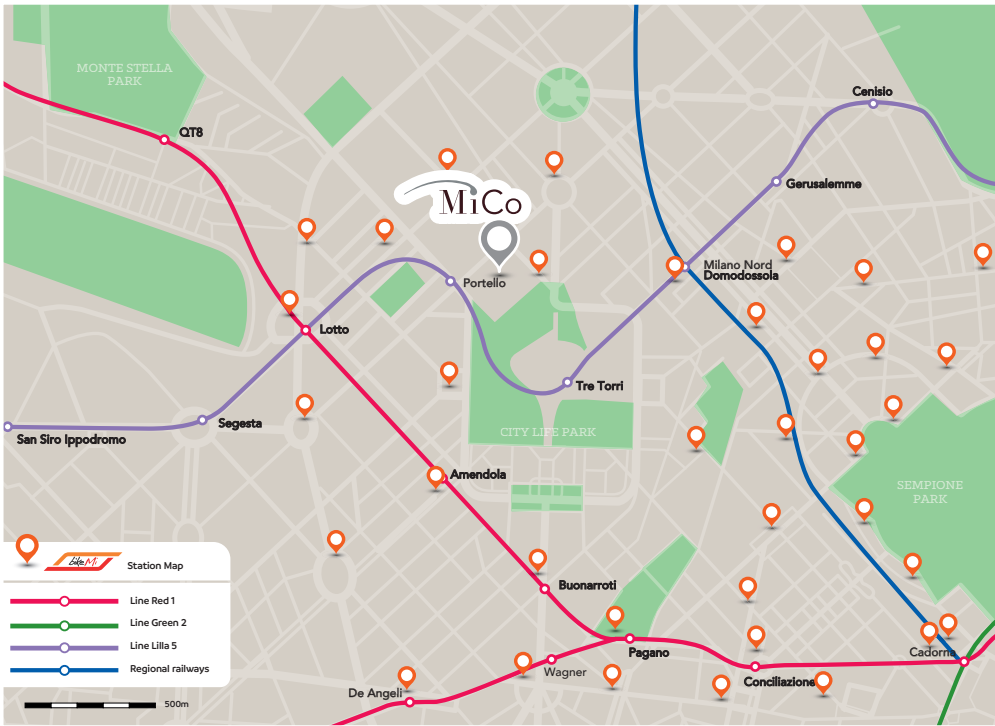 MONTE STELLA
PARK
Cenisio
QT8
Gerusalemme
MiCo
Milano Nord
Domodossola
Portello
Lotto
Tre Torri
Segesta
San Siro Ippodromo
CITY LIFE PARK
Amendola
SEMPIONE
PARK
bikeMi
Station Map
Buonarroti
Line Red 1
Line Green 2
Line Lilla 5
Regional railways
Pagano
Cadorna
Wagner
Conciliazione
De Angeli
500m